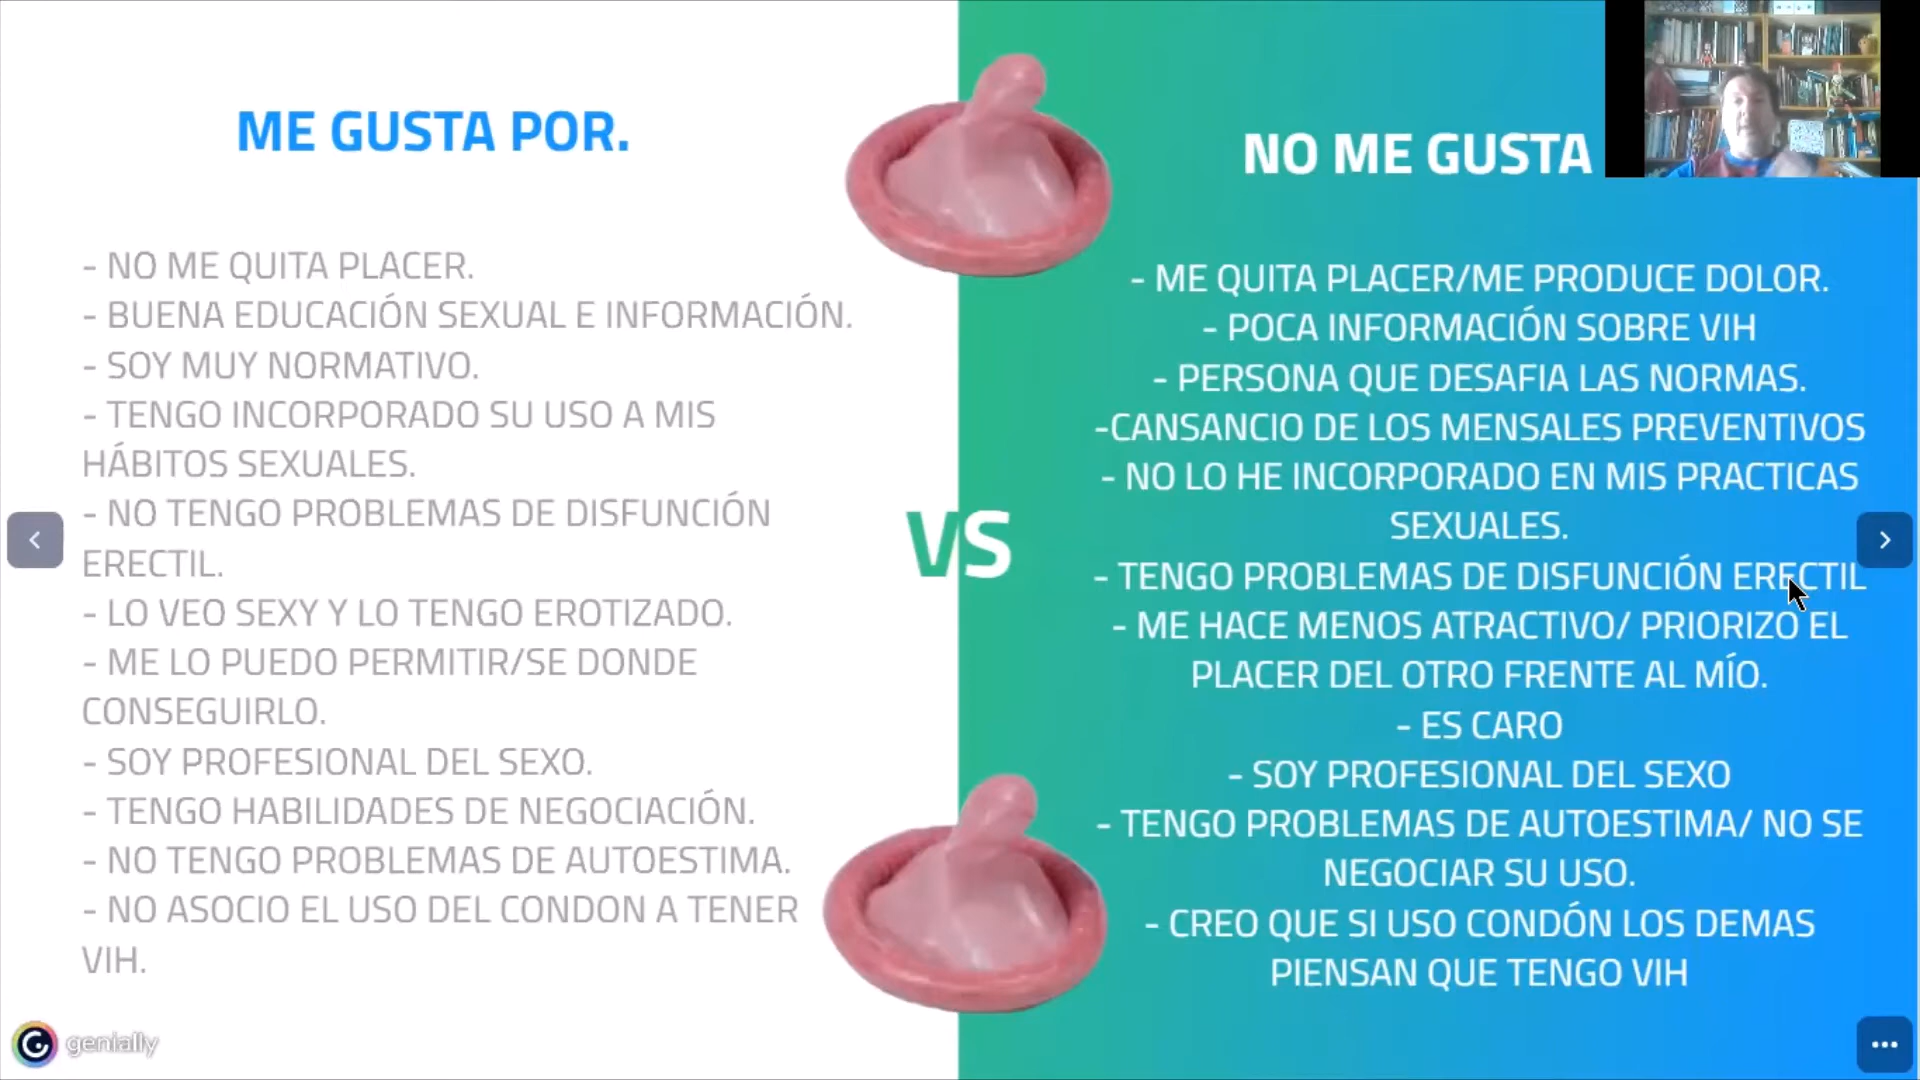 ME GUSTA POR.
- NO ME QUITA PLACER.
- BUENA EDUCACIÓN SEXUAL E INFORMACIÓN.
- SOY MUY NORMATIVO.
- TENGO INCORPORADO SU USO A MIS
HÁBITOS SEXUALES.
- NO TENGO PROBLEMAS DE DISFUNCIÓN
ERECTIL.
- LO VEO SEXY Y LO TENGO EROTIZADO.
- ME LO PUEDO PERMITIR/SE DONDE
CONSEGUIRLO.
- SOY PROFESIONAL DEL SEXO.
- TENGO HABILIDADES DE NEGOCIACIÓN.
- NO TENGO PROBLEMAS DE AUTOESTIMA.
- NO ASOCIO EL USO DEL CONDON A TENER
VIH.
VS
NO ME GUSTA
- ME QUITA PLACER/ME PRODUCE DOLOR.
- POCA INFORMACIÓN SOBRE VIH
- PERSONA QUE DESAFIA LAS NORMAS.
-CANSANCIO DE LOS MENSALES PREVENTIVOS
- NO LO HE INCORPORADO EN MIS PRACTICAS
SEXUALES.
- TENGO PROBLEMAS DE DISFUNCIÓN ERECTIL
- ME HACE MENOS ATRACTIVO/ PRIORIZO EL
PLACER DEL OTRO FRENTE AL MÍO.
- ES CARO
- SOY PROFESIONAL DEL SEXO
- TENGO PROBLEMAS DE AUTOESTIMA/ NO SE
NEGOCIAR SU USO.
- CREO QUE SI USO CONDÓN LOS DEMAS
PIENSAN QUE TENGO VIH
genially